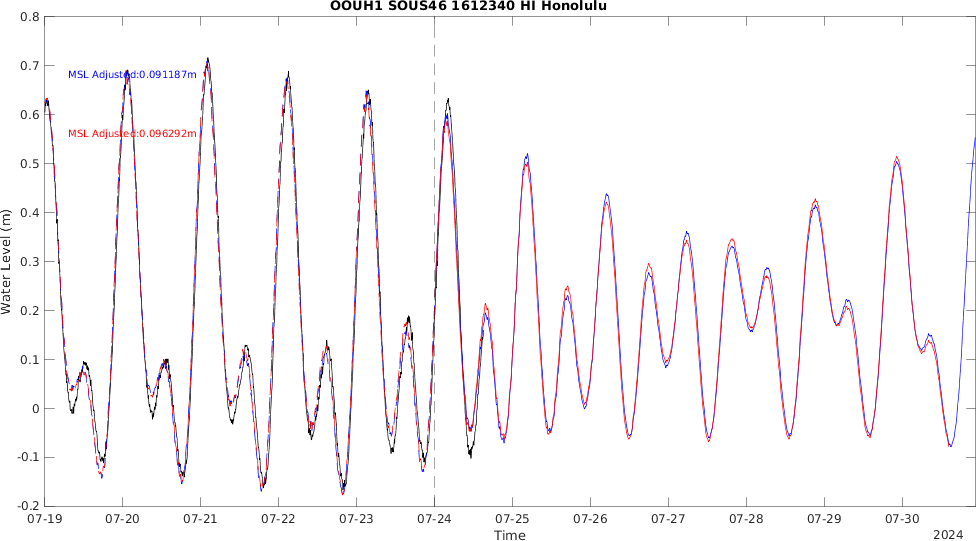 OOUH1 SOUS46 1612340 HI Honolulu
0.8
0.7
MSL Adjusted:0.091187m
0.6
MSL Adjusted:0.096292m
0.5
0.4
0.3
0.2
0.1
0
-0.1
-0.2
Water Level (m)
07-19 07-20 07-21 07-22 07-23 07-24 07-25 07-26 07-27 07-28 07-29 07-30
Time
2024